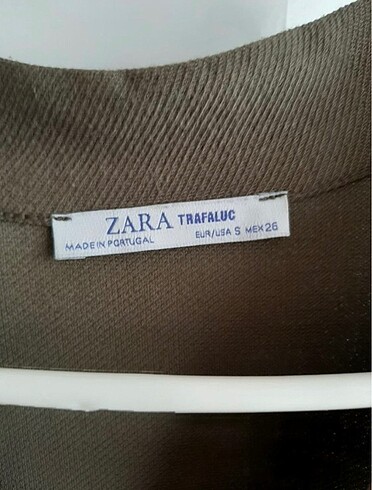 ZARA TRAFALUC
MADE IN PORTUGAL EUR/USA S MEX 26